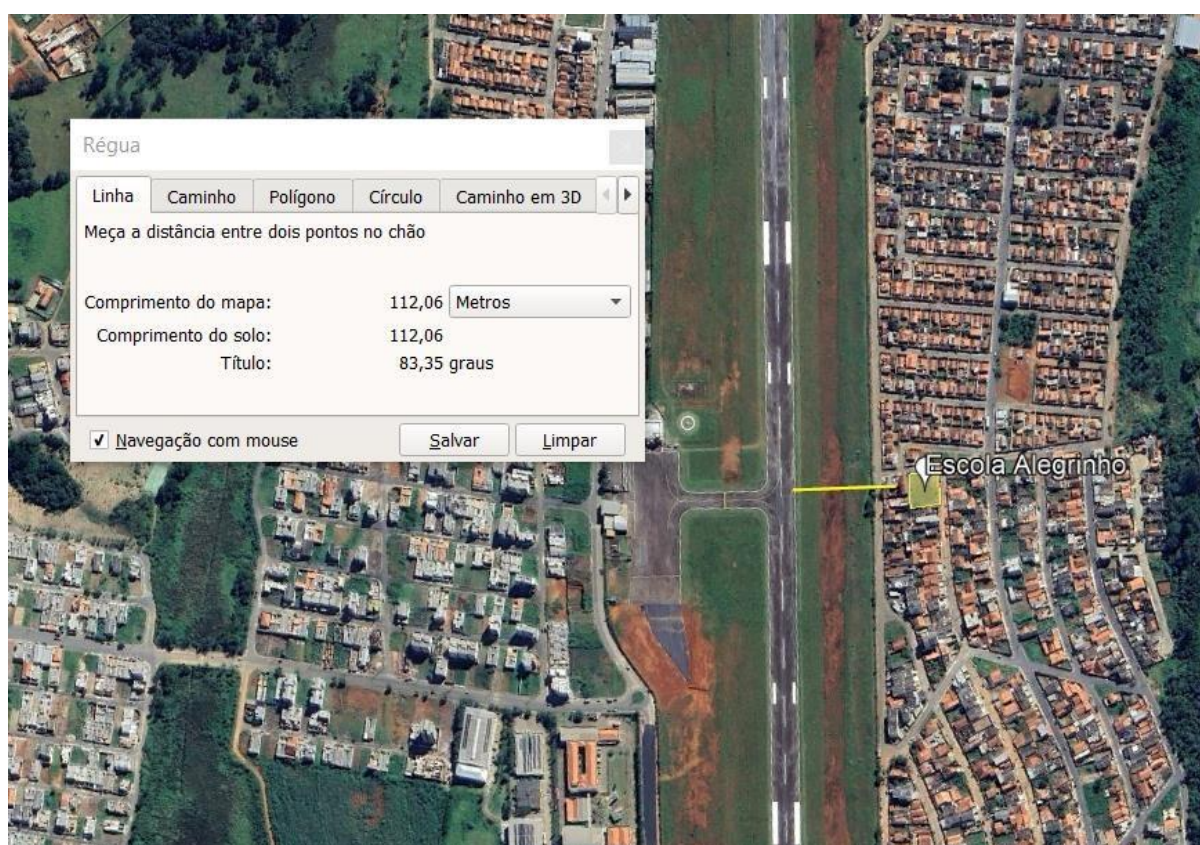 Régua
Linha Caminho Polígono Círculo Caminho em 3D
Meça a distância entre dois pontos no chão
Comprimento do mapa: 112,06 Metros
Comprimento do solo: 112,06
Título: 83,35 graus
Navegação com mouse Salvar Limpar
Escola Alegrinho